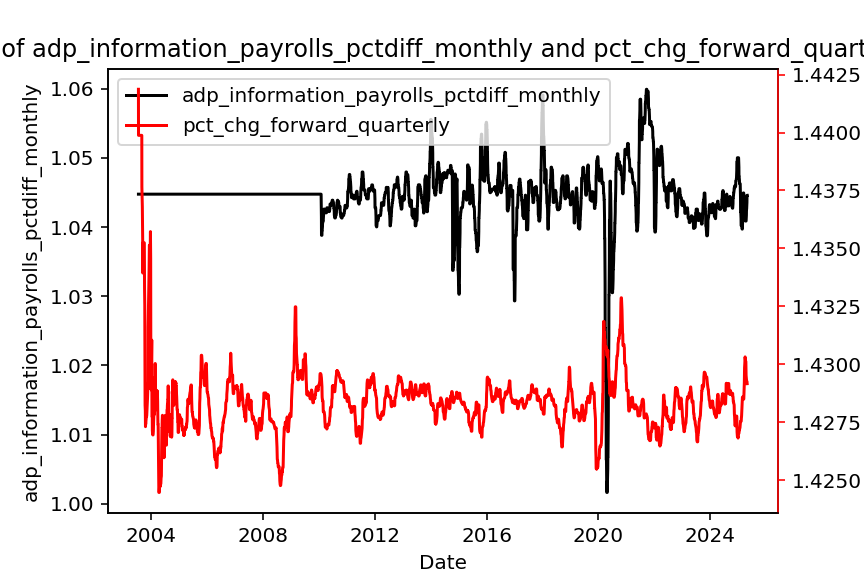 of adp_information_payrolls_pctdiff_monthly and pct_chg_forward_quart
adp_information_payrolls_pctdiff_monthly
pct_chg_forward_quarterly
adp_information_payrolls_pctdiff_monthly
1.06
1.05
1.04
1.03
1.02
1.01
1.00
1.4425
1.4400
1.4375
1.4350
1.4325
1.4300
1.4275
1.4250
2004 2008 2012 2016 2020 2024
Date